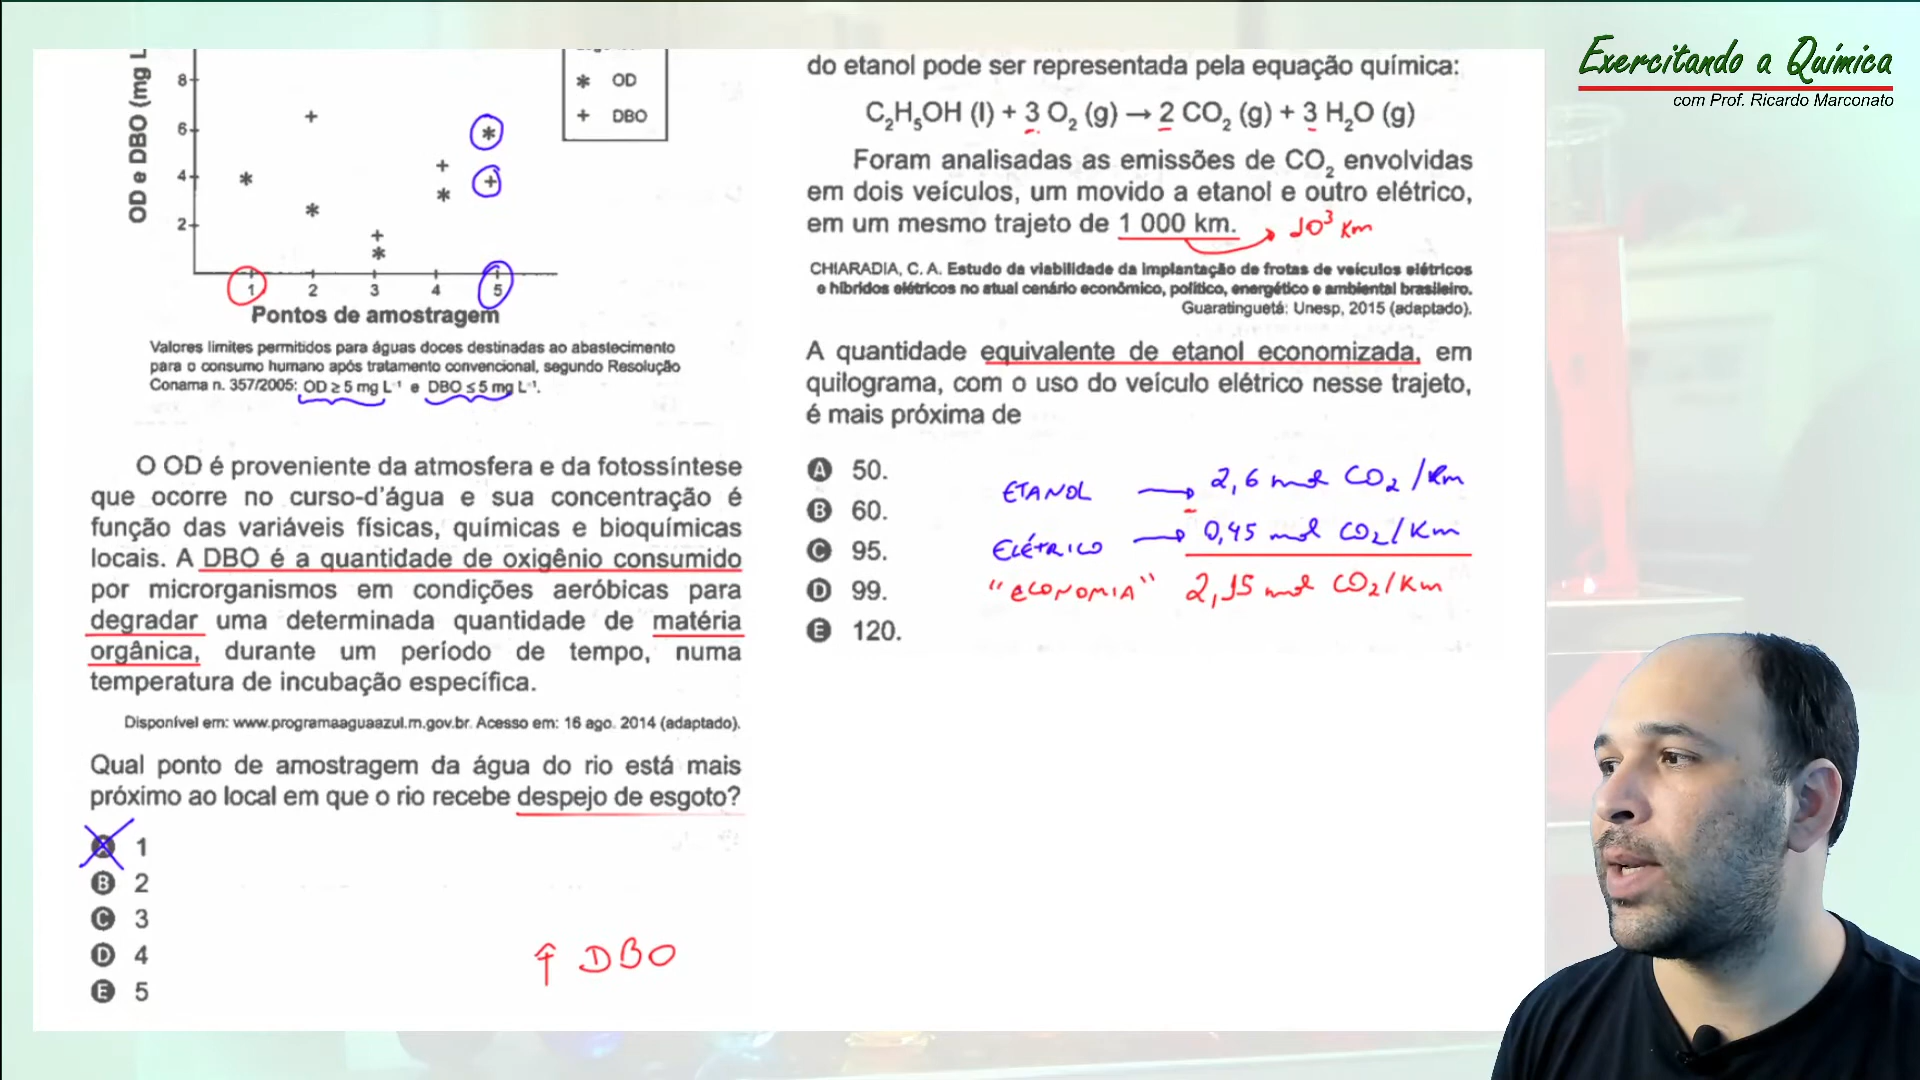 Exercitando a Química
com Prof. Ricardo Marconato
OD e DBO (mg L
8
6
4
2
* OD
+ DBO
1 2 3 4 5
Pontos de amostragem
Valores limites permitidos para águas doces destinadas ao abastecimento
para o consumo humano após tratamento convencional, segundo Resolução
Conama n. 357/2005: OD ≥ 5 mg L⁻¹ e DBO ≤ 5 mg L⁻¹.
O OD é proveniente da atmosfera e da fotossíntese
que ocorre no curso-d'água e sua concentração é
função das variáveis físicas, químicas e bioquímicas
locais. A DBO é a quantidade de oxigênio consumido
por microrganismos em condições aeróbicas para
degradar uma determinada quantidade de matéria
orgânica, durante um período de tempo, numa
temperatura de incubação específica.
Disponível em: www.programaaguaazul.rn.gov.br. Acesso em: 16 ago. 2014 (adaptado).
Qual ponto de amostragem da água do rio está mais
próximo ao local em que o rio recebe despejo de esgoto?
A 1
B 2
C 3
D 4
E 5
↑ DBO
do etanol pode ser representada pela equação química:
C₂H₅OH (l) + 3 O₂ (g) → 2 CO₂ (g) + 3 H₂O (g)
Foram analisadas as emissões de CO₂ envolvidas
em dois veículos, um movido a etanol e outro elétrico,
em um mesmo trajeto de 1 000 km.
10³ Km
CHIARADIA, C. A. Estudo da viabilidade da implantação de frotas de veículos elétricos
e híbridos elétricos no atual cenário econômico, político, energético e ambiental brasileiro.
Guaratinguetá: Unesp, 2015 (adaptado).
A quantidade equivalente de etanol economizada, em
quilograma, com o uso do veículo elétrico nesse trajeto,
é mais próxima de
A 50.
B 60.
C 95.
D 99.
E 120.
ETANOL → 2,6 mol CO₂ /Km
ELÉTRICO → 0,45 mol CO₂/Km
"ECONOMIA" 2,15 mol CO₂/Km